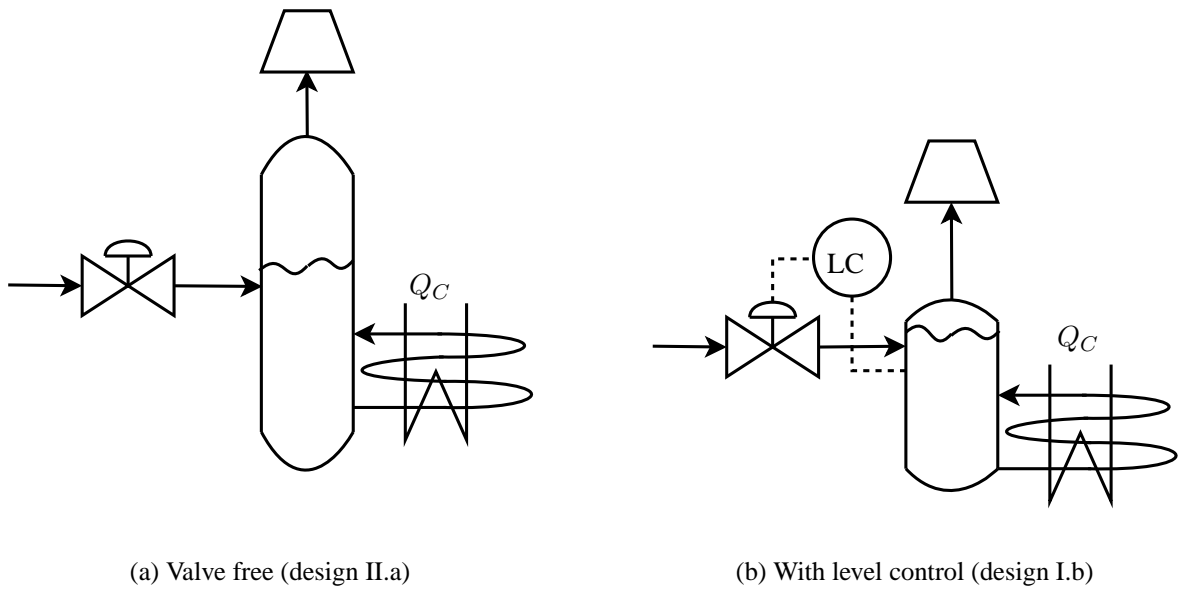 Q_C
LC
Q_C
(a) Valve free (design II.a)
(b) With level control (design I.b)